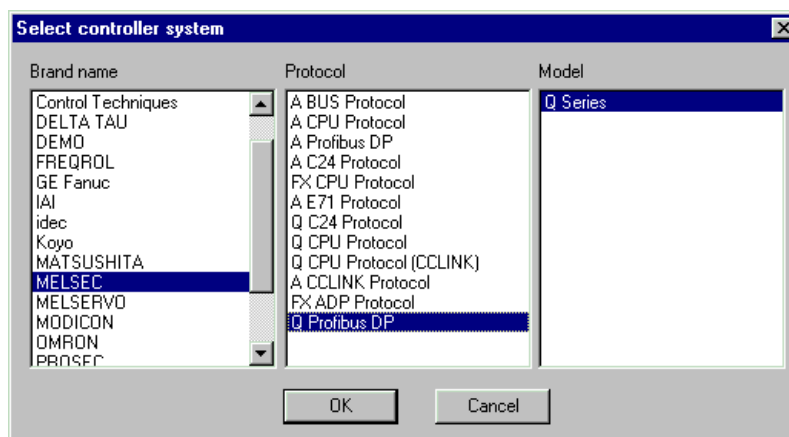 Select controller system
Brand name
Control Techniques
DELTA TAU
DEMO
FREQROL
GE Fanuc
IAI
idec
Koyo
MATSUSHITA
MELSEC
MELSERVO
MODICON
OMRON
PROSEC
Protocol
A BUS Protocol
A CPU Protocol
A Profibus DP
A C24 Protocol
FX CPU Protocol
A E71 Protocol
Q C24 Protocol
Q CPU Protocol
Q CPU Protocol (CCLINK)
A CCLINK Protocol
FX ADP Protocol
Q Profibus DP
Model
Q Series
OK
Cancel